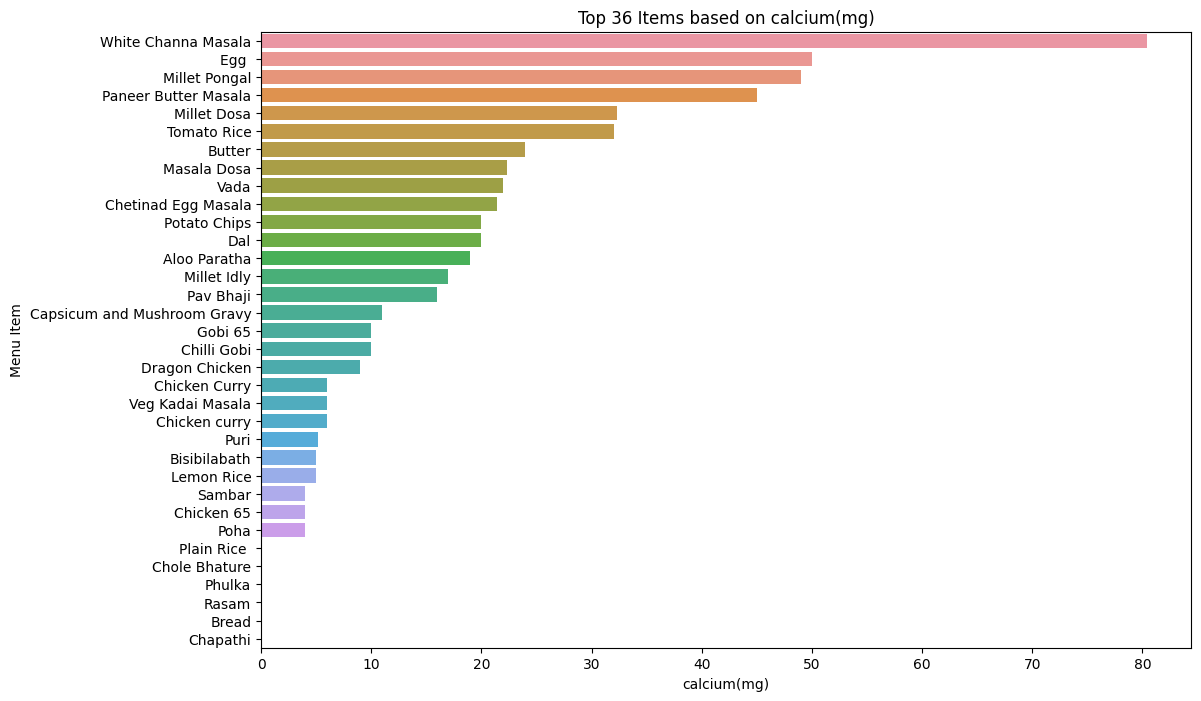 Top 36 Items based on calcium(mg)
Menu Item
White Channa Masala
Egg
Millet Pongal
Paneer Butter Masala
Millet Dosa
Tomato Rice
Butter
Masala Dosa
Vada
Chetinad Egg Masala
Potato Chips
Dal
Aloo Paratha
Millet Idly
Pav Bhaji
Capsicum and Mushroom Gravy
Gobi 65
Chilli Gobi
Dragon Chicken
Chicken Curry
Veg Kadai Masala
Chicken curry
Puri
Bisibilabath
Lemon Rice
Sambar
Chicken 65
Poha
Plain Rice
Chole Bhature
Phulka
Rasam
Bread
Chapathi
0 10 20 30 40 50 60 70 80
calcium(mg)